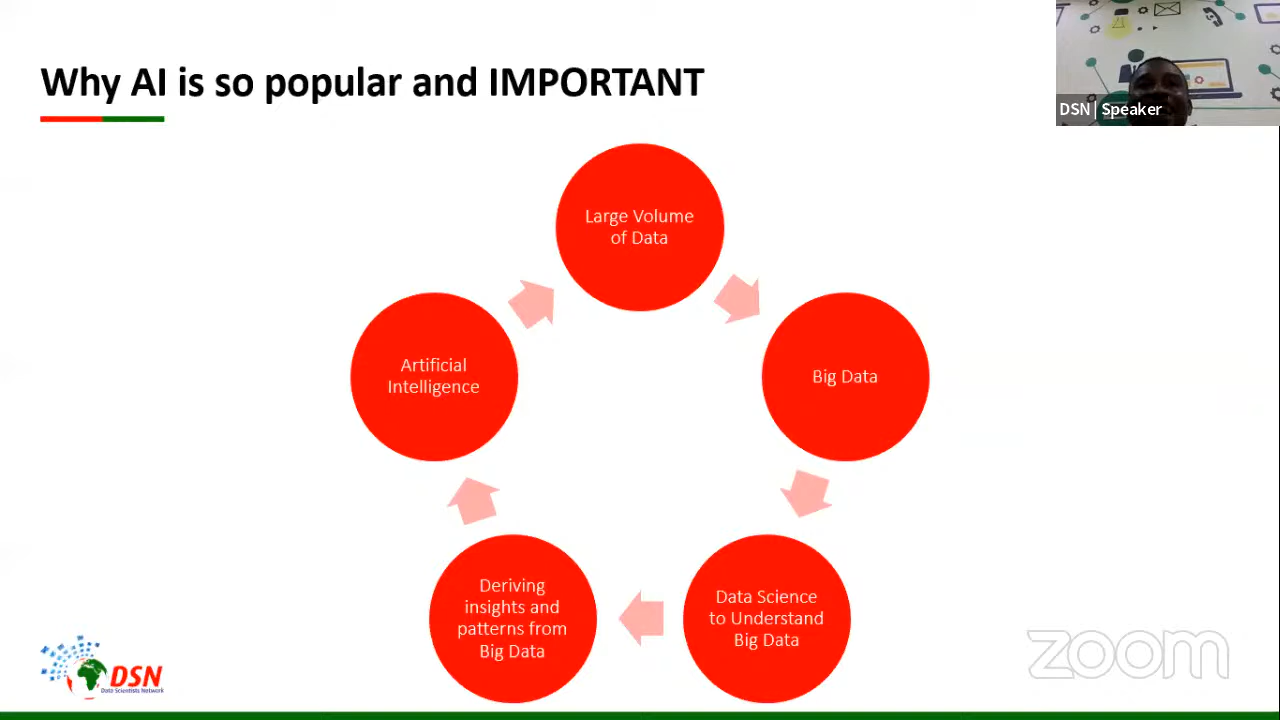 Why AI is so popular and IMPORTANT
DSN | Speaker
Large Volume
of Data
Big Data
Data Science
to Understand
Big Data
Deriving
insights and
patterns from
Big Data
Artificial
Intelligence
DSN
Data Scientists Network
zoom